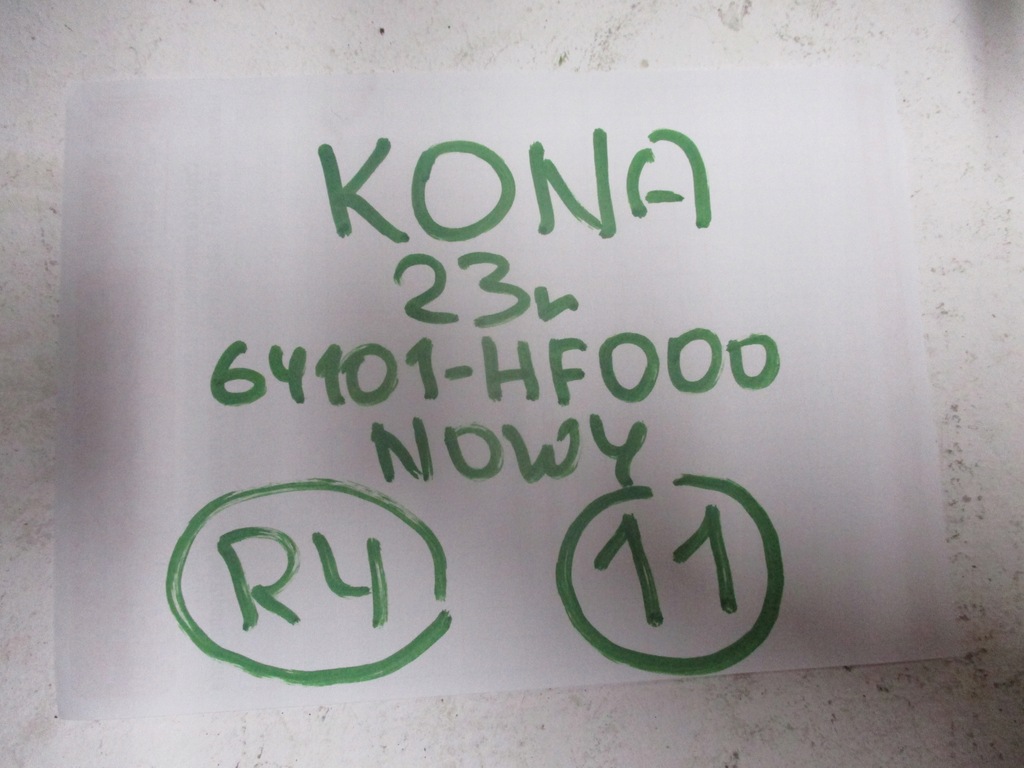 KONA
23r
64101-HF000
NOWY
R4 11